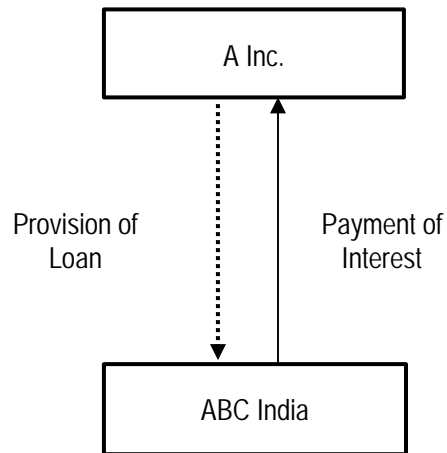 A Inc.
Provision of
Loan
Payment of
Interest
ABC India